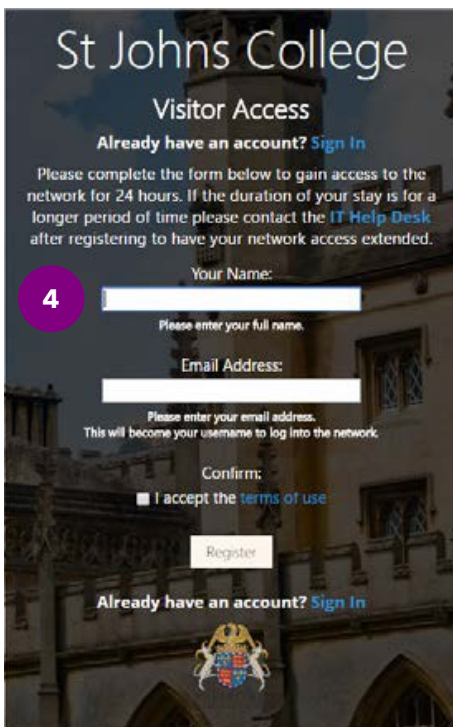 St Johns College
Visitor Access
Already have an account? Sign In
Please complete the form below to gain access to the
network for 24 hours. If the duration of your stay is for a
longer period of time please contact the IT Help Desk
after registering to have your network access extended.
Your Name:
4
Please enter your full name.
Email Address:
Please enter your email address.
This will become your username to log into the network.
Confirm:
I accept the terms of use
Register
Already have an account? Sign In